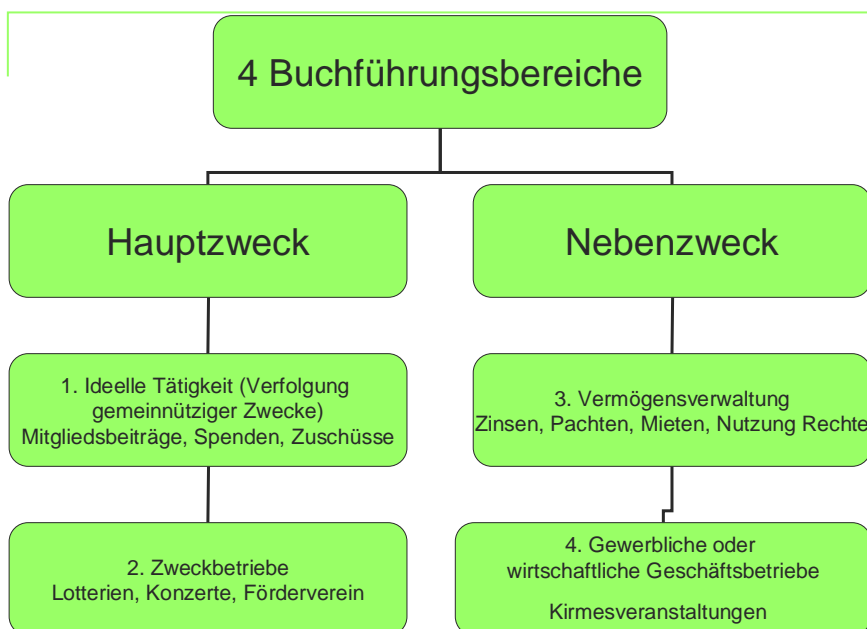 4 Buchführungsbereiche
Hauptzweck
Nebenzweck
1. Ideelle Tätigkeit (Verfolgung
gemeinnütziger Zwecke)
Mitgliedsbeiträge, Spenden, Zuschüsse
3. Vermögensverwaltung
Zinsen, Pachten, Mieten, Nutzung Rechte
2. Zweckbetriebe
Lotterien, Konzerte, Förderverein
4. Gewerbliche oder
wirtschaftliche Geschäftsbetriebe
Kirmesveranstaltungen